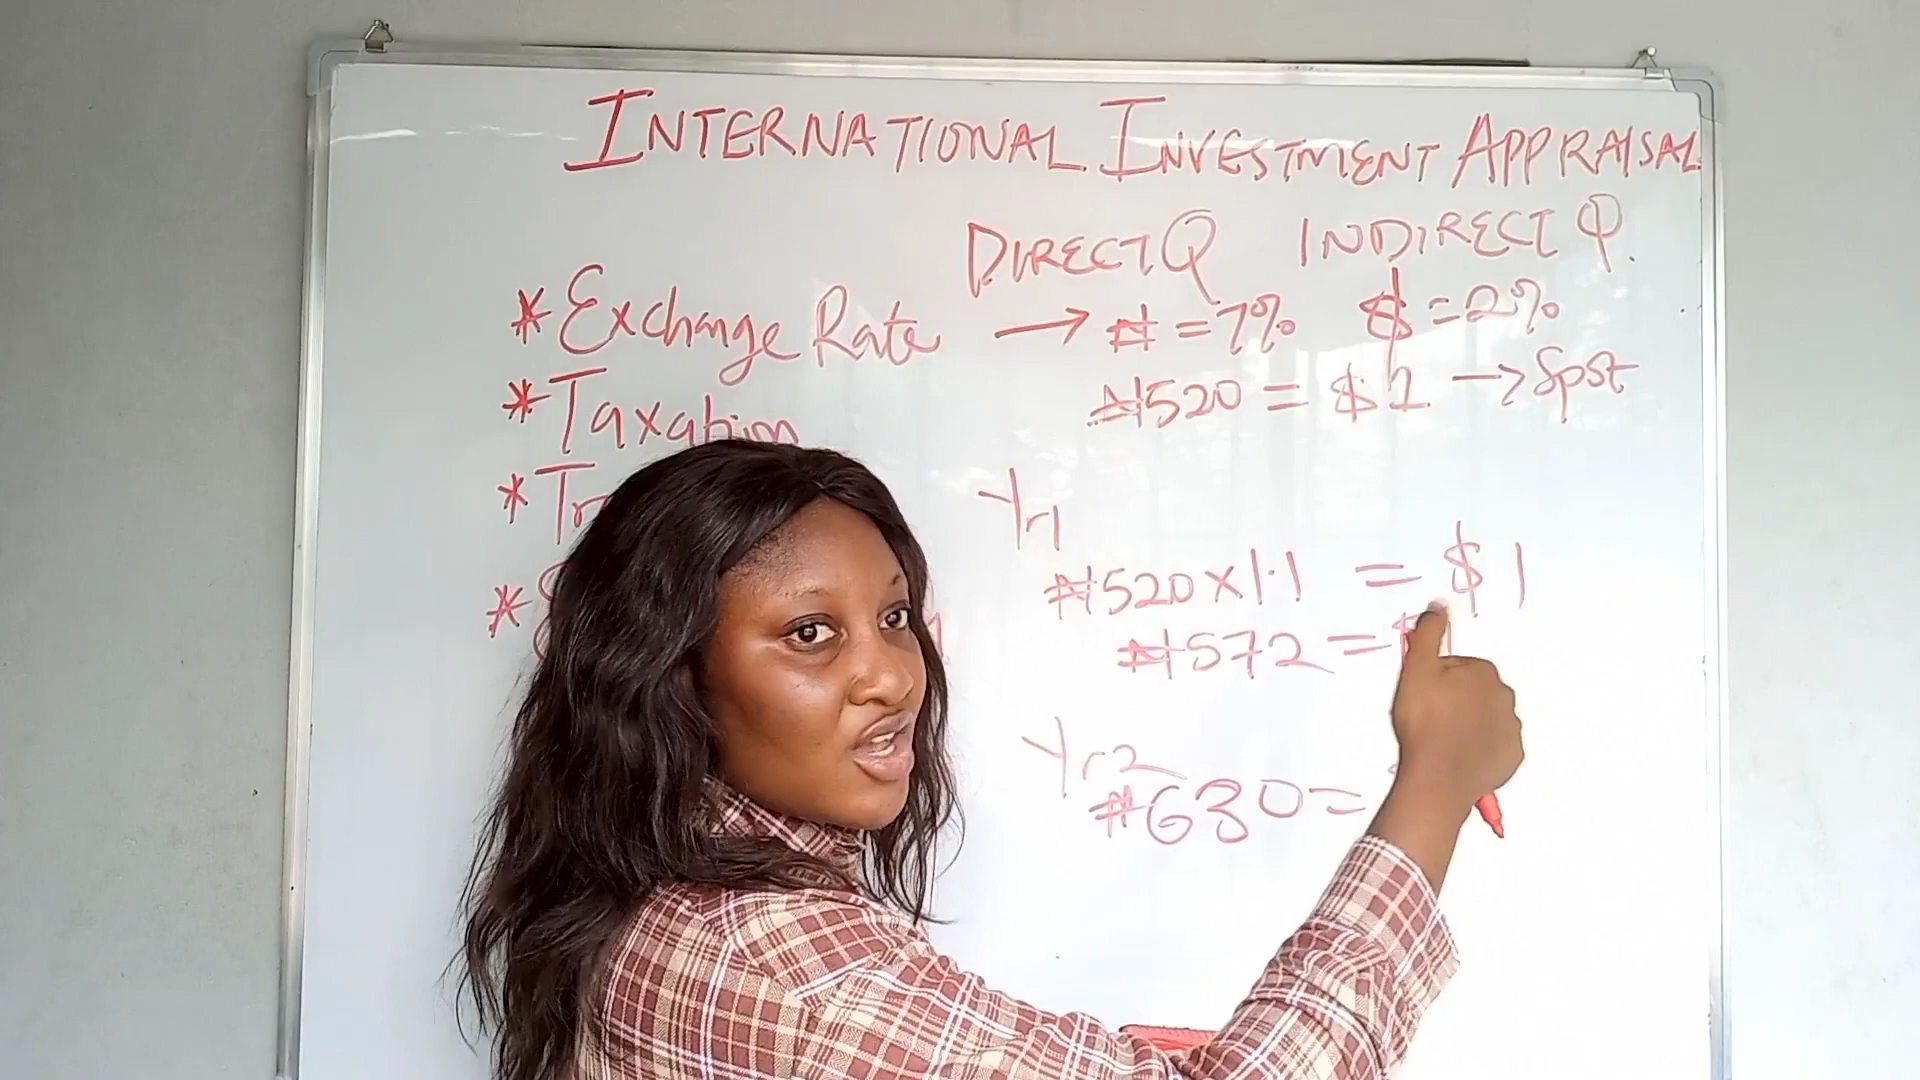 INTERNATIONAL INVESTMENT APPRAISAL
DIRECT Q INDIRECT Q.
* Exchange Rate → ₦ = 7% $ = 2%
* Taxation ₦520 = $1 → Spot
* Tr
Yr1
₦520 x 1.1 = $1
₦572 =
Yr2
₦630 =